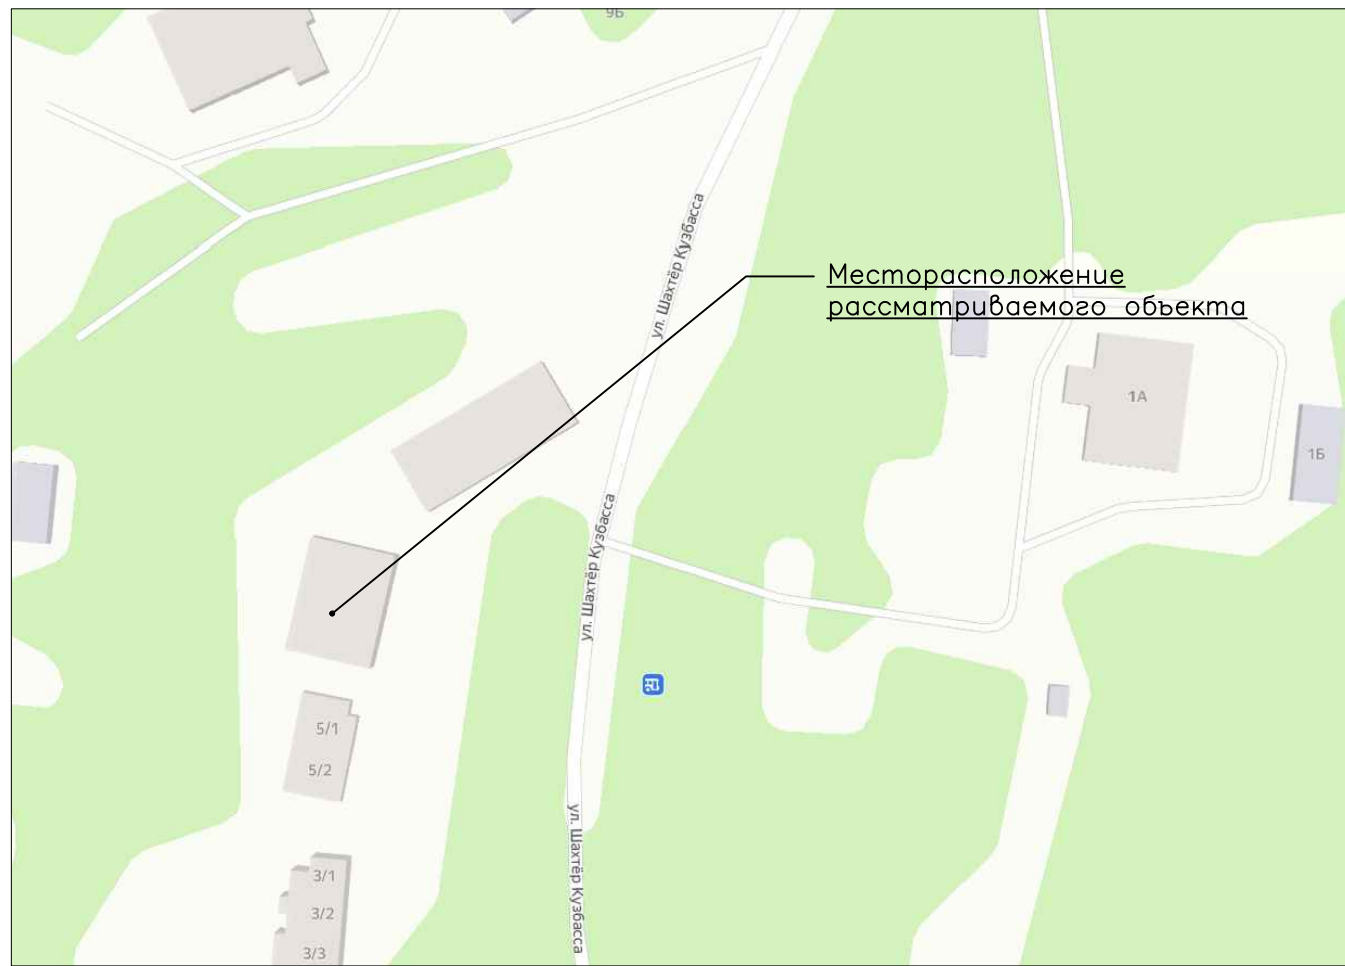 9Б
ул. Шахтёр Кузбасса
Месторасположение
рассматриваемого объекта
1А
1Б
ул. Шахтёр Кузбасса
5/1
5/2
ул. Шахтёр Кузбасса
3/1
3/2
3/3